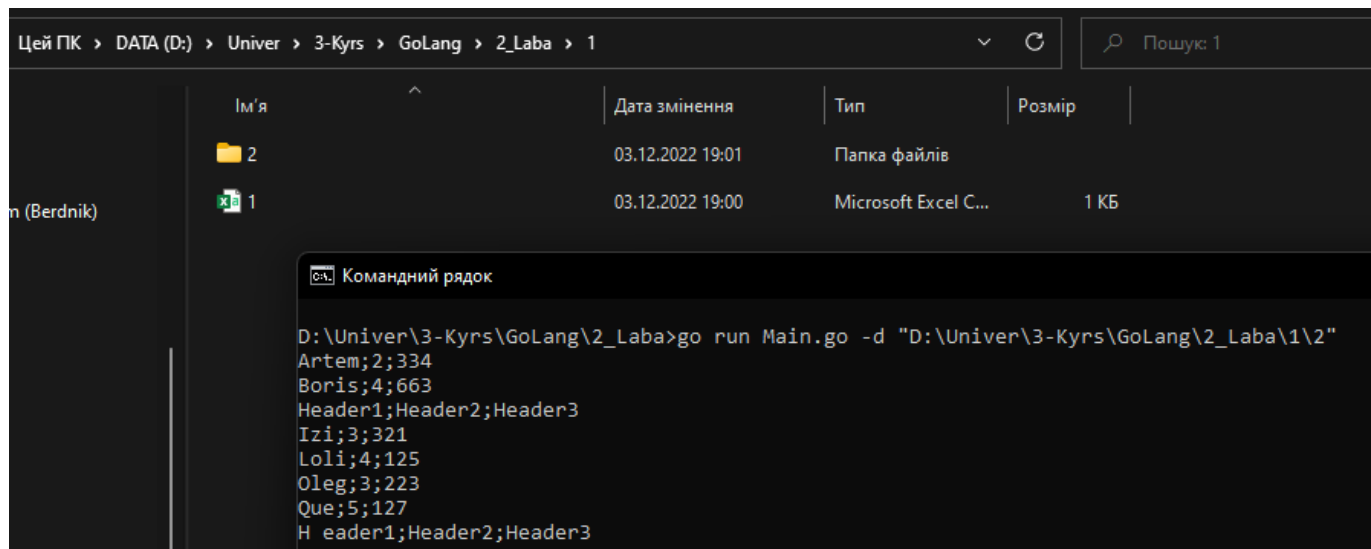 Цей ПК > DATA (D:) > Univer > 3-Kyrs > GoLang > 2_Laba > 1
Пошук: 1
Ім'я Дата змінення Тип Розмір
2 03.12.2022 19:01 Папка файлів
1 03.12.2022 19:00 Microsoft Excel C... 1 КБ
m (Berdnik)
Командний рядок
D:\Univer\3-Kyrs\GoLang\2_Laba>go run Main.go -d "D:\Univer\3-Kyrs\GoLang\2_Laba\1\2"
Artem;2;334
Boris;4;663
Header1;Header2;Header3
Izi;3;321
Loli;4;125
Oleg;3;223
Que;5;127
H eader1;Header2;Header3